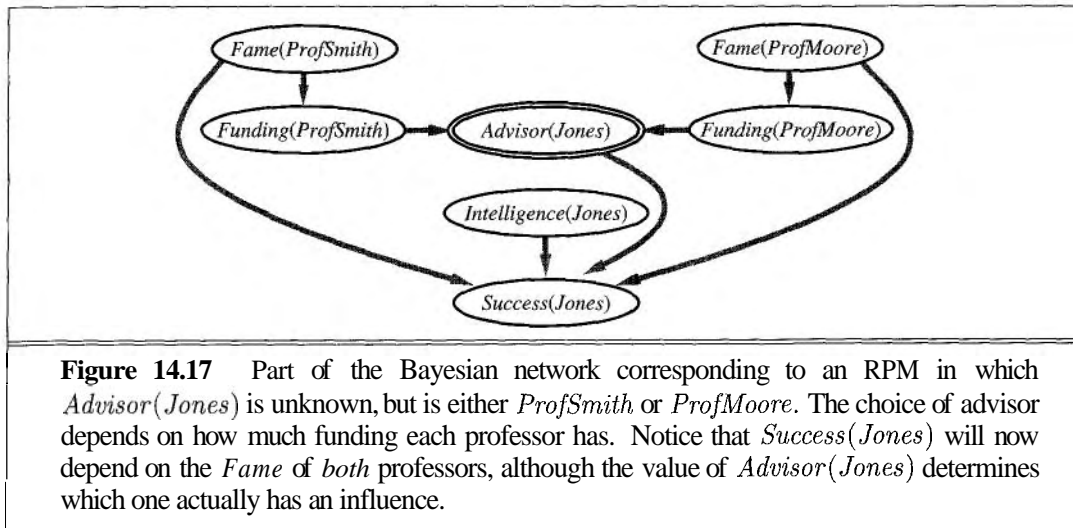 Fame(ProfSmith)
Fame(ProfMoore)
Funding(ProfSmith)
Advisor(Jones)
Funding(ProfMoore)
Intelligence(Jones)
Success(Jones)
Figure 14.17 Part of the Bayesian network corresponding to an RPM in which
Advisor(Jones) is unknown, but is either ProfSmith or ProfMoore. The choice of advisor
depends on how much funding each professor has. Notice that Success(Jones) will now
depend on the Fame of both professors, although the value of Advisor(Jones) determines
which one actually has an influence.